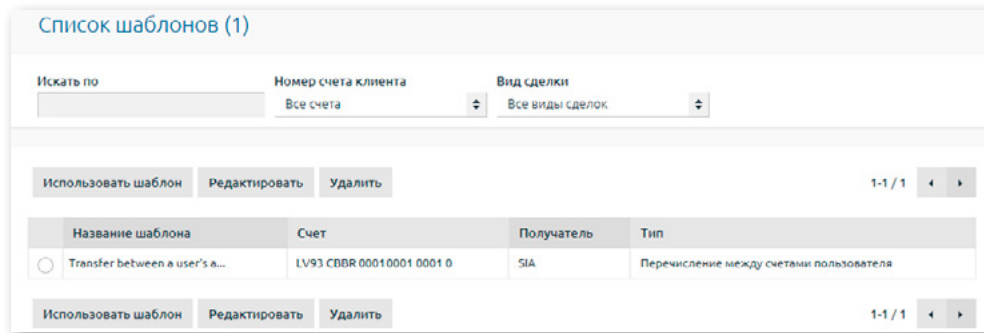 Список шаблонов (1)
Искать по Номер счета клиента Вид сделки
Все счета Все виды сделок
Использовать шаблон Редактировать Удалить 1-1 / 1
Название шаблона Счет Получатель Тип
Transfer between a user's a... LV93 CBBR 00010001 0001 0 SIA Перечисление между счетами пользователя
Использовать шаблон Редактировать Удалить 1-1 / 1